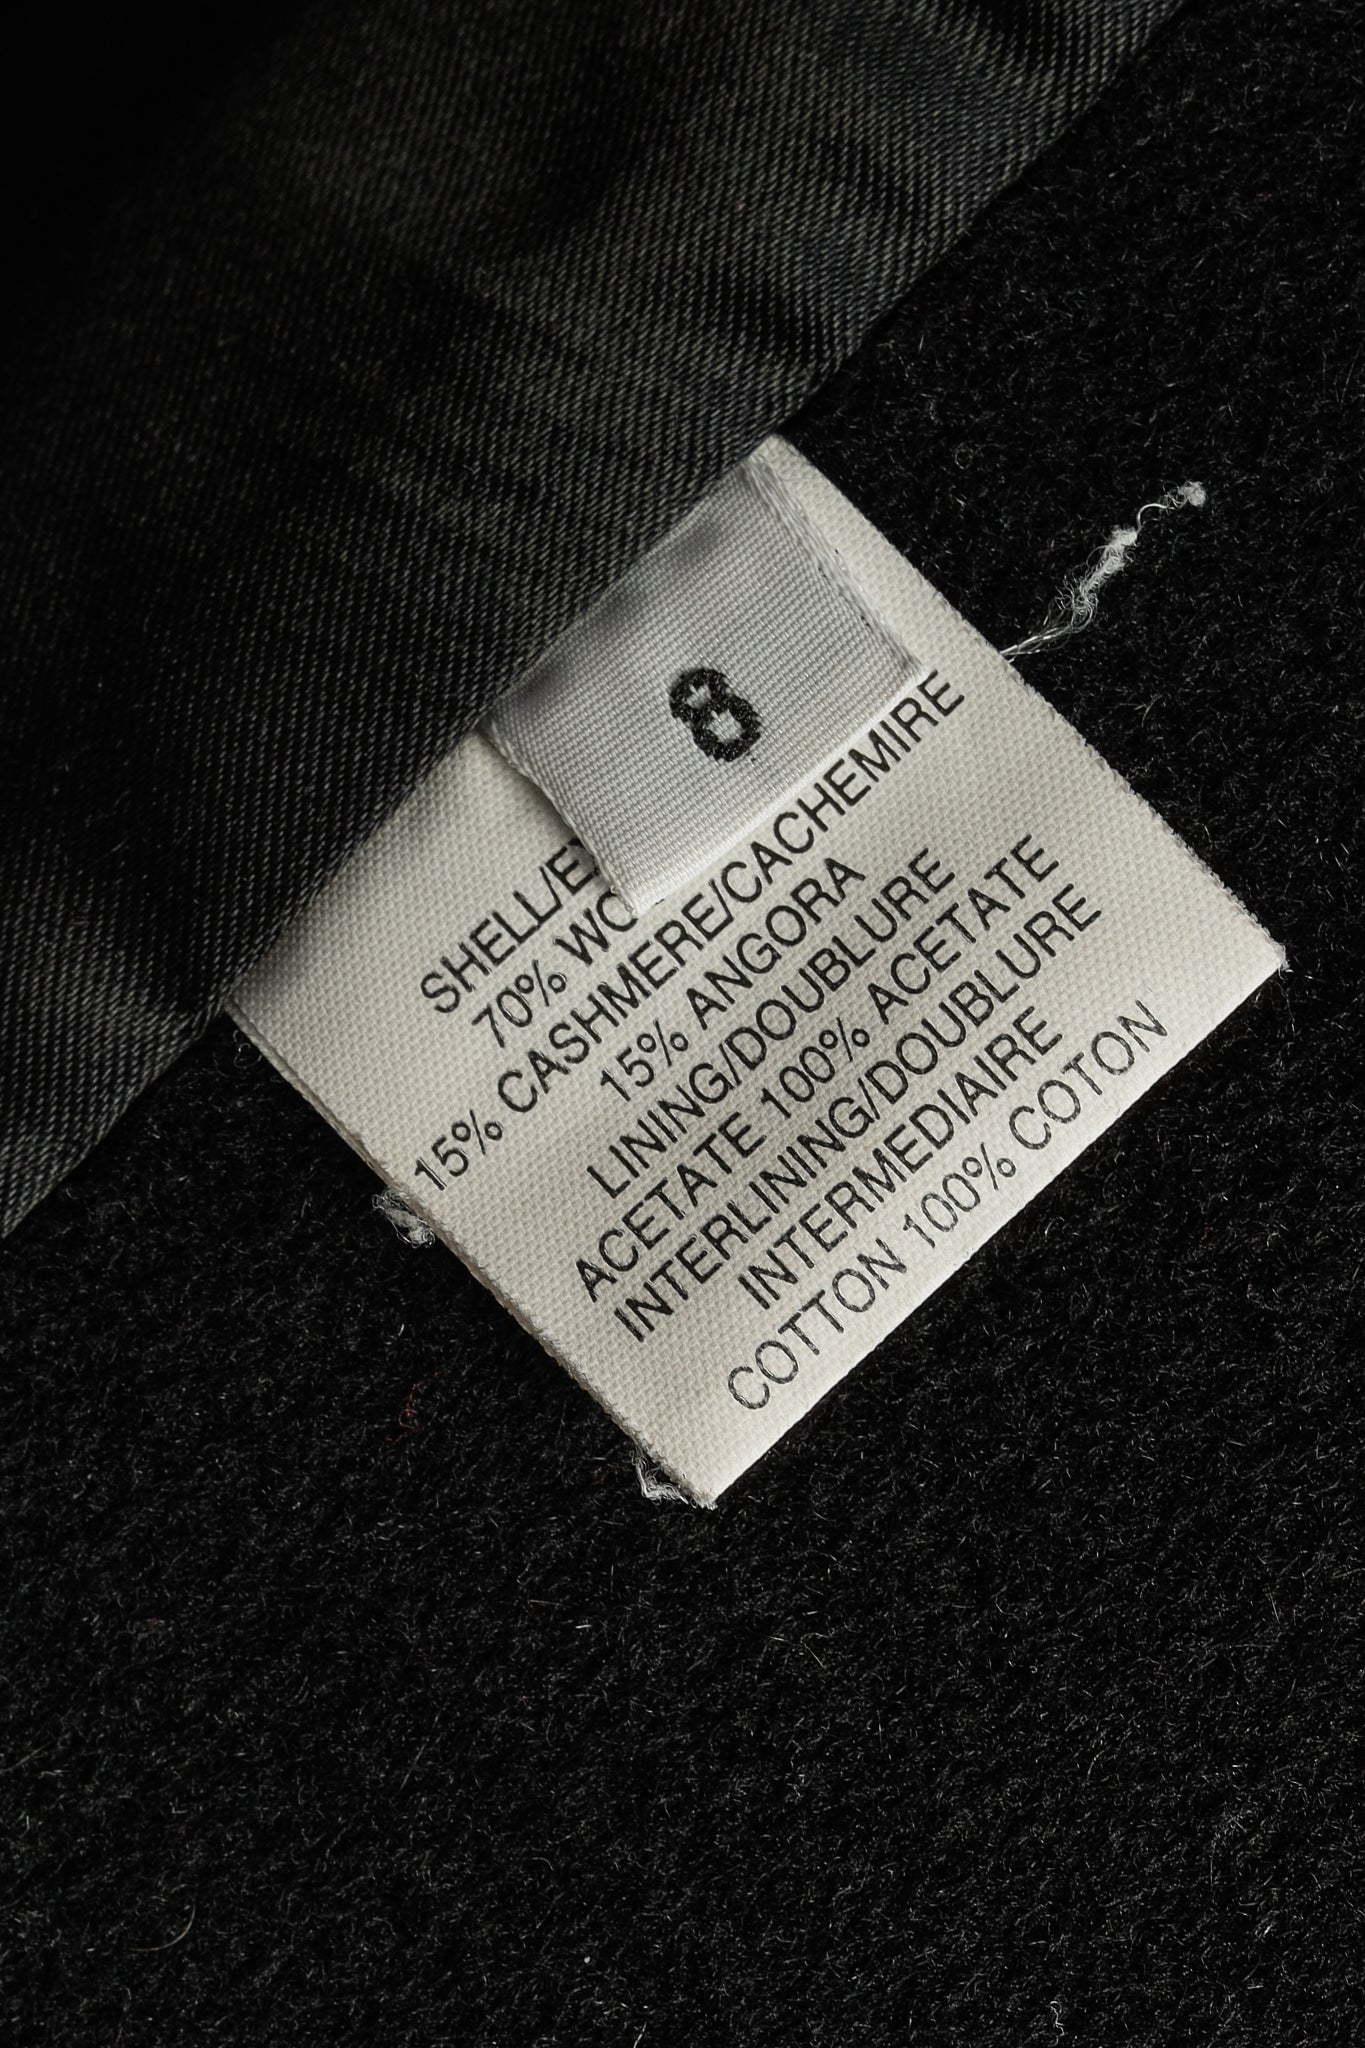 8
SHELL/EX
70% WO
15% CASHMERE/CACHEMIRE
15% ANGORA
LINING/DOUBLURE
ACETATE 100% ACETATE
INTERLINING/DOUBLURE
INTERMEDIAIRE
COTTON 100% COTON